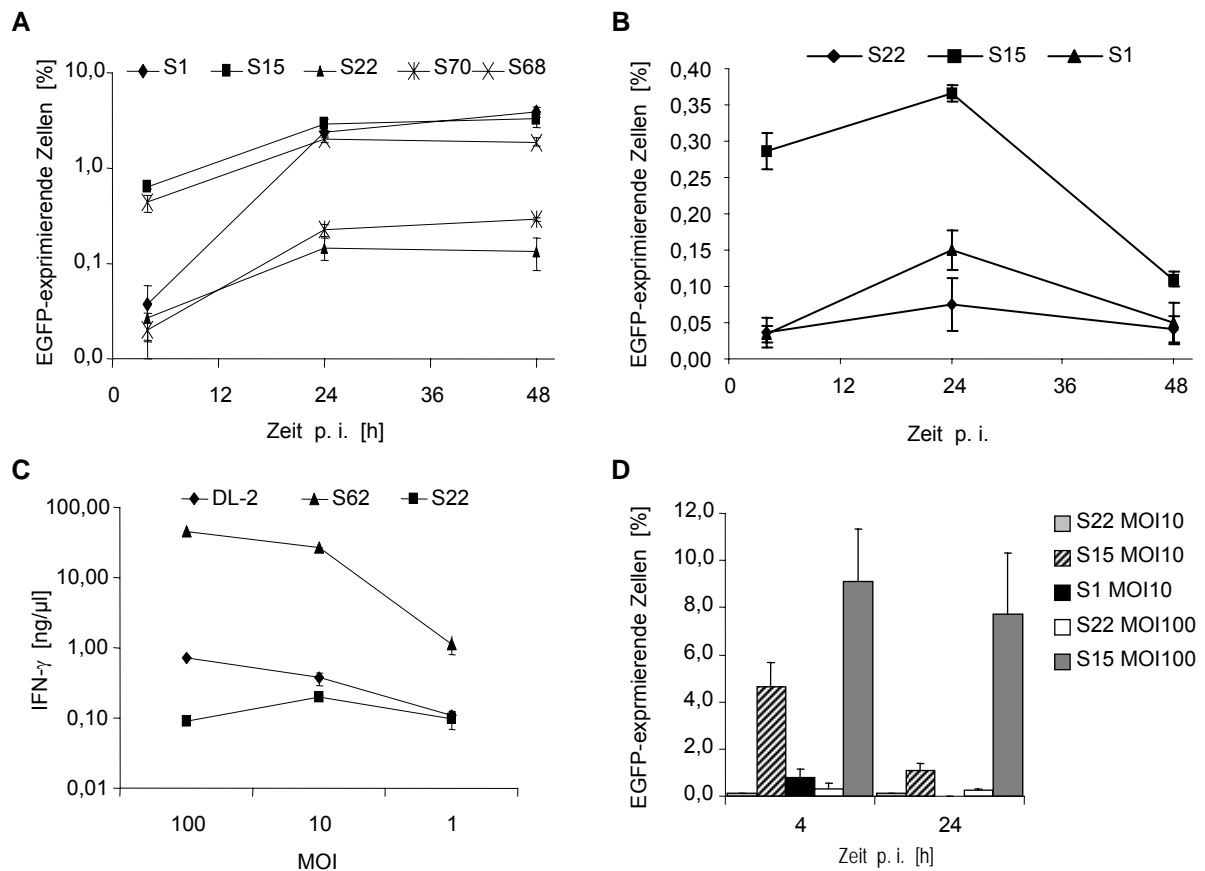 A
S1 S15 S22 S70 S68
EGFP-exprimierende Zellen [%]
10,0
1,0
0,1
0,0
0 12 24 36 48
Zeit p. i. [h]
B
S22 S15 S1
EGFP-exprimierende Zellen [%]
0,40
0,35
0,30
0,25
0,20
0,15
0,10
0,05
0,00
0 12 24 36 48
Zeit p. i.
C
DL-2 S62 S22
IFN-γ [ng/µl]
100,00
10,00
1,00
0,10
0,01
100 10 1
MOI
D
EGFP-exprmierende Zellen [%]
12,0
10,0
8,0
6,0
4,0
2,0
0,0
4 24
Zeit p. i. [h]
S22 MOI10
S15 MOI10
S1 MOI10
S22 MOI100
S15 MOI100